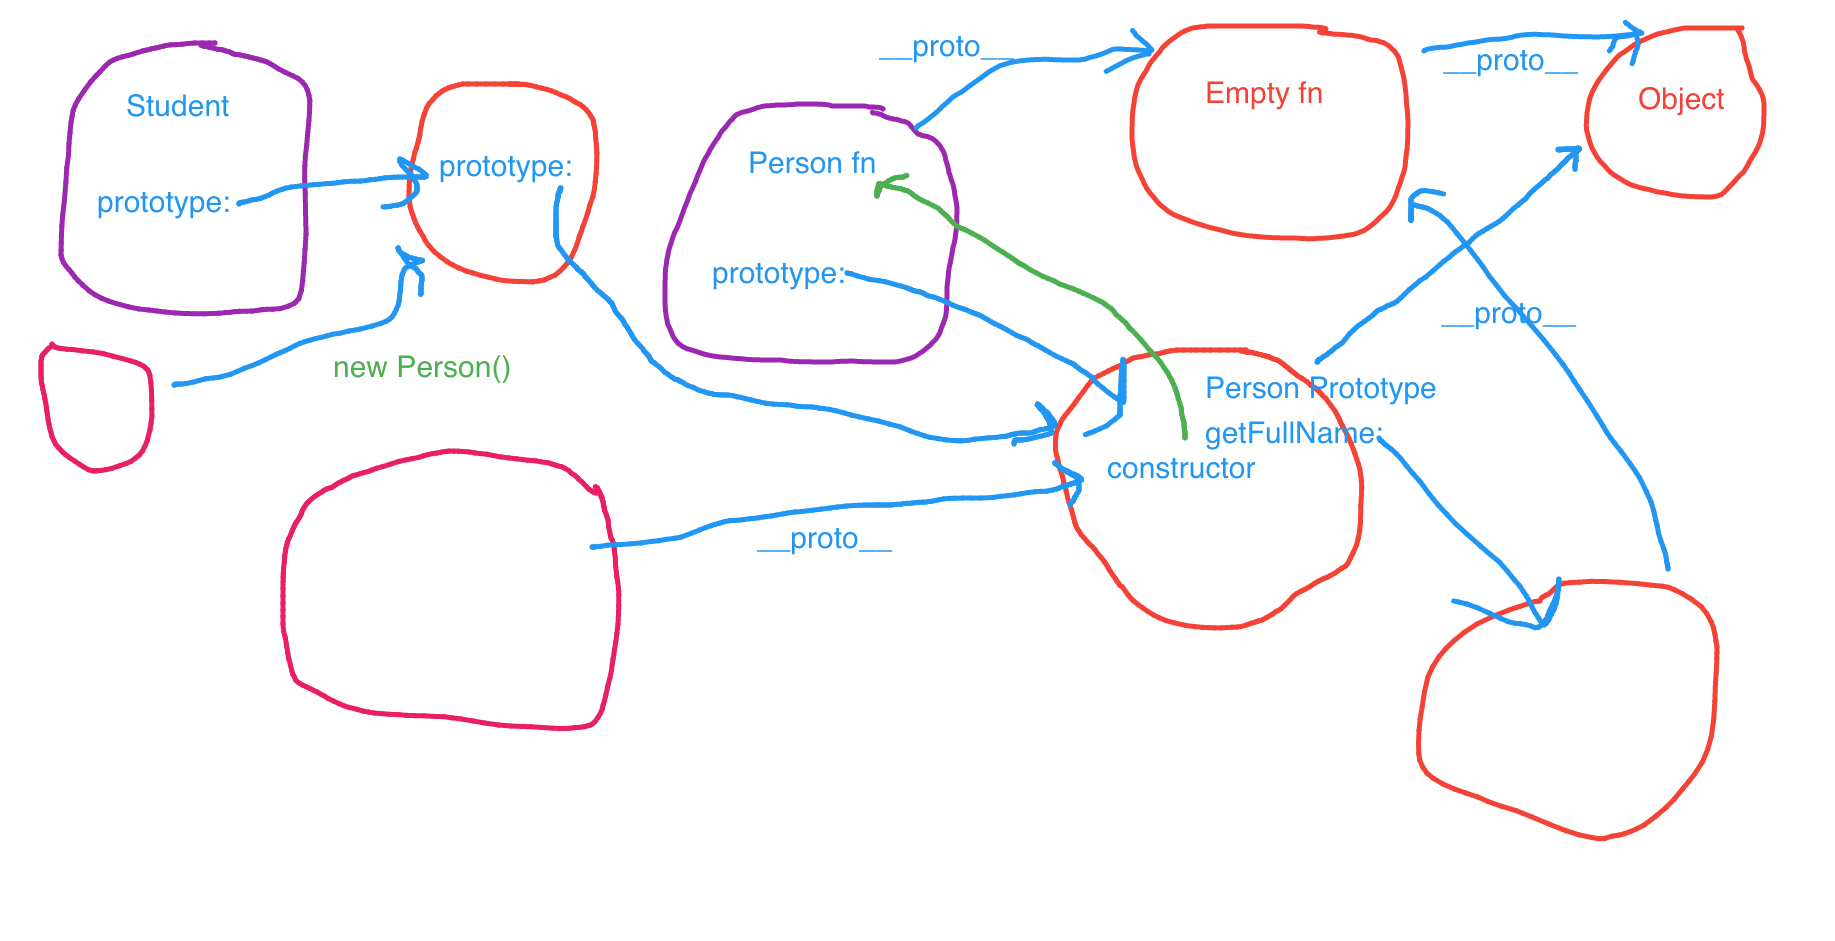 Student
prototype:
prototype:
new Person()
Person fn
prototype:
__proto__
Empty fn
__proto__
Object
__proto__
Person Prototype
getFullName:
constructor
__proto__